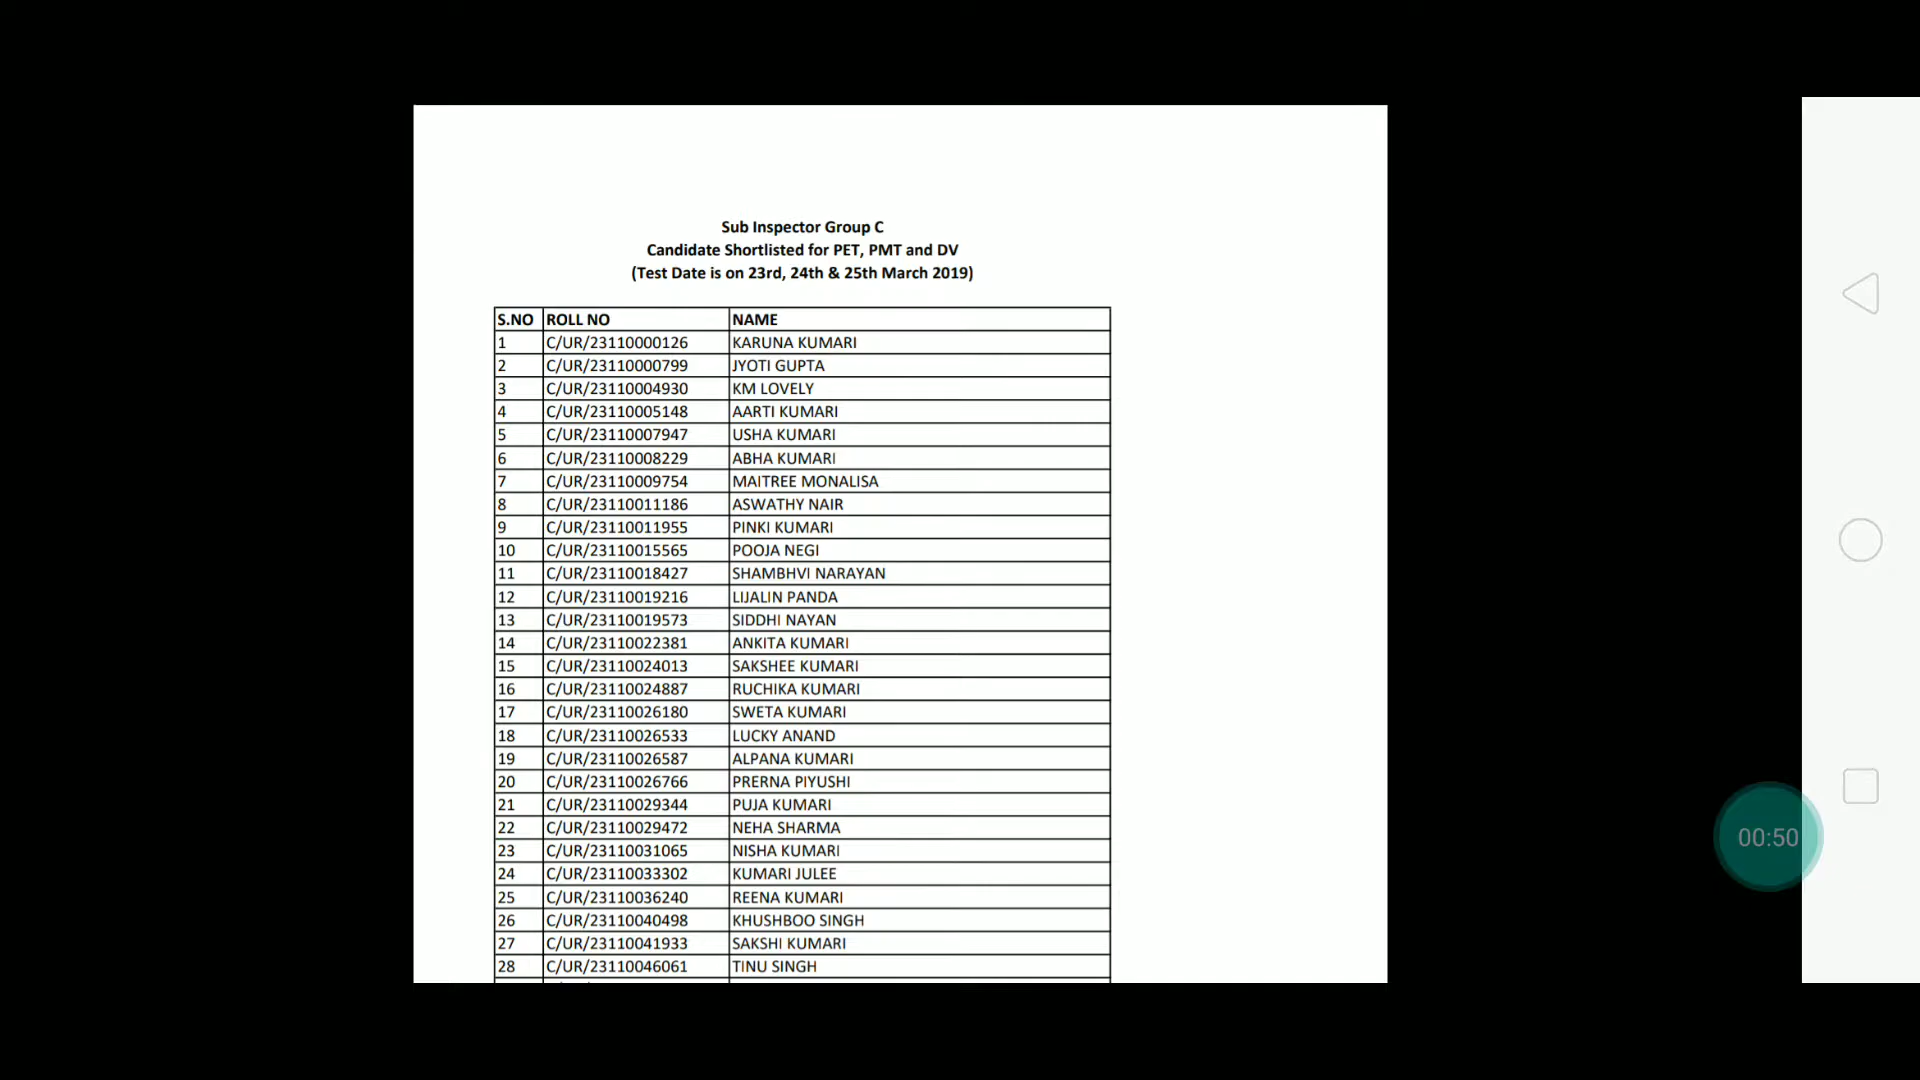 Sub Inspector Group C
Candidate Shortlisted for PET, PMT and DV
(Test Date is on 23rd, 24th & 25th March 2019)
S.NO ROLL NO NAME
1 C/UR/23110000126 KARUNA KUMARI
2 C/UR/23110000799 JYOTI GUPTA
3 C/UR/23110004930 KM LOVELY
4 C/UR/23110005148 AARTI KUMARI
5 C/UR/23110007947 USHA KUMARI
6 C/UR/23110008229 ABHA KUMARI
7 C/UR/23110009754 MAITREE MONALISA
8 C/UR/23110011186 ASWATHY NAIR
9 C/UR/23110011955 PINKI KUMARI
10 C/UR/23110015565 POOJA NEGI
11 C/UR/23110018427 SHAMBHVI NARAYAN
12 C/UR/23110019216 LIJALIN PANDA
13 C/UR/23110019573 SIDDHI NAYAN
14 C/UR/23110022381 ANKITA KUMARI
15 C/UR/23110024013 SAKSHEE KUMARI
16 C/UR/23110024887 RUCHIKA KUMARI
17 C/UR/23110026180 SWETA KUMARI
18 C/UR/23110026533 LUCKY ANAND
19 C/UR/23110026587 ALPANA KUMARI
20 C/UR/23110026766 PRERNA PIYUSHI
21 C/UR/23110029344 PUJA KUMARI
22 C/UR/23110029472 NEHA SHARMA
23 C/UR/23110031065 NISHA KUMARI
24 C/UR/23110033302 KUMARI JULEE
25 C/UR/23110036240 REENA KUMARI
26 C/UR/23110040498 KHUSHBOO SINGH
27 C/UR/23110041933 SAKSHI KUMARI
28 C/UR/23110046061 TINU SINGH
00:50